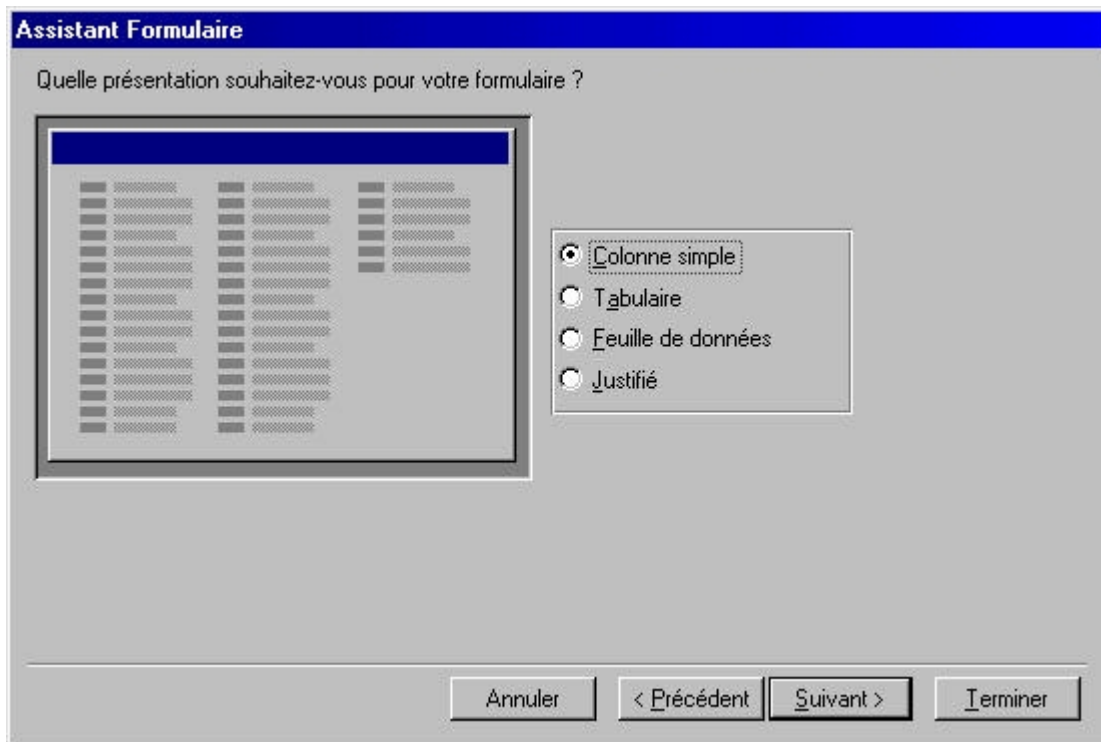 Assistant Formulaire
Quelle présentation souhaitez-vous pour votre formulaire ?
Colonne simple
Tabulaire
Feuille de données
Justifié
Annuler
< Précédent
Suivant >
Terminer